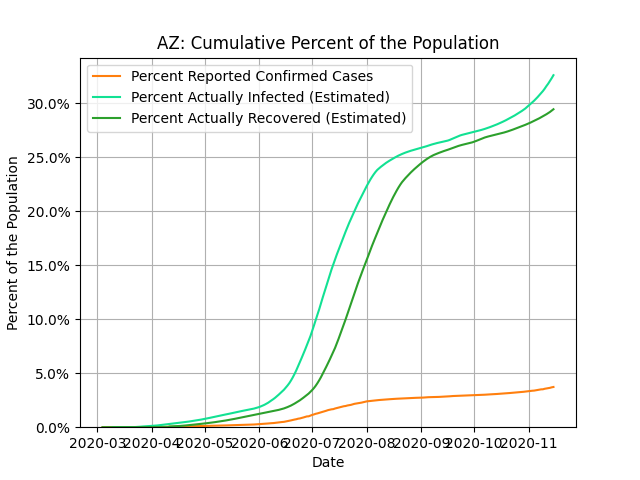 AZ: Cumulative Percent of the Population
Percent Reported Confirmed Cases
Percent Actually Infected (Estimated)
Percent Actually Recovered (Estimated)
Percent of the Population
30.0%
25.0%
20.0%
15.0%
10.0%
5.0%
0.0%
2020-03 2020-04 2020-05 2020-06 2020-07 2020-08 2020-09 2020-10 2020-11
Date